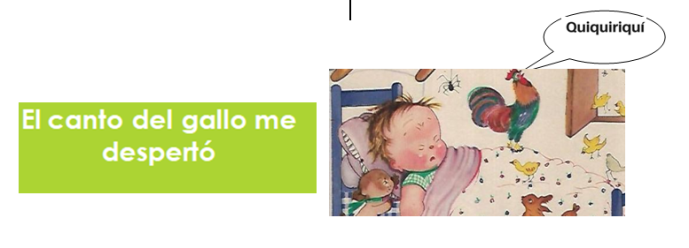 Quiquiriquí
El canto del gallo me
despertó